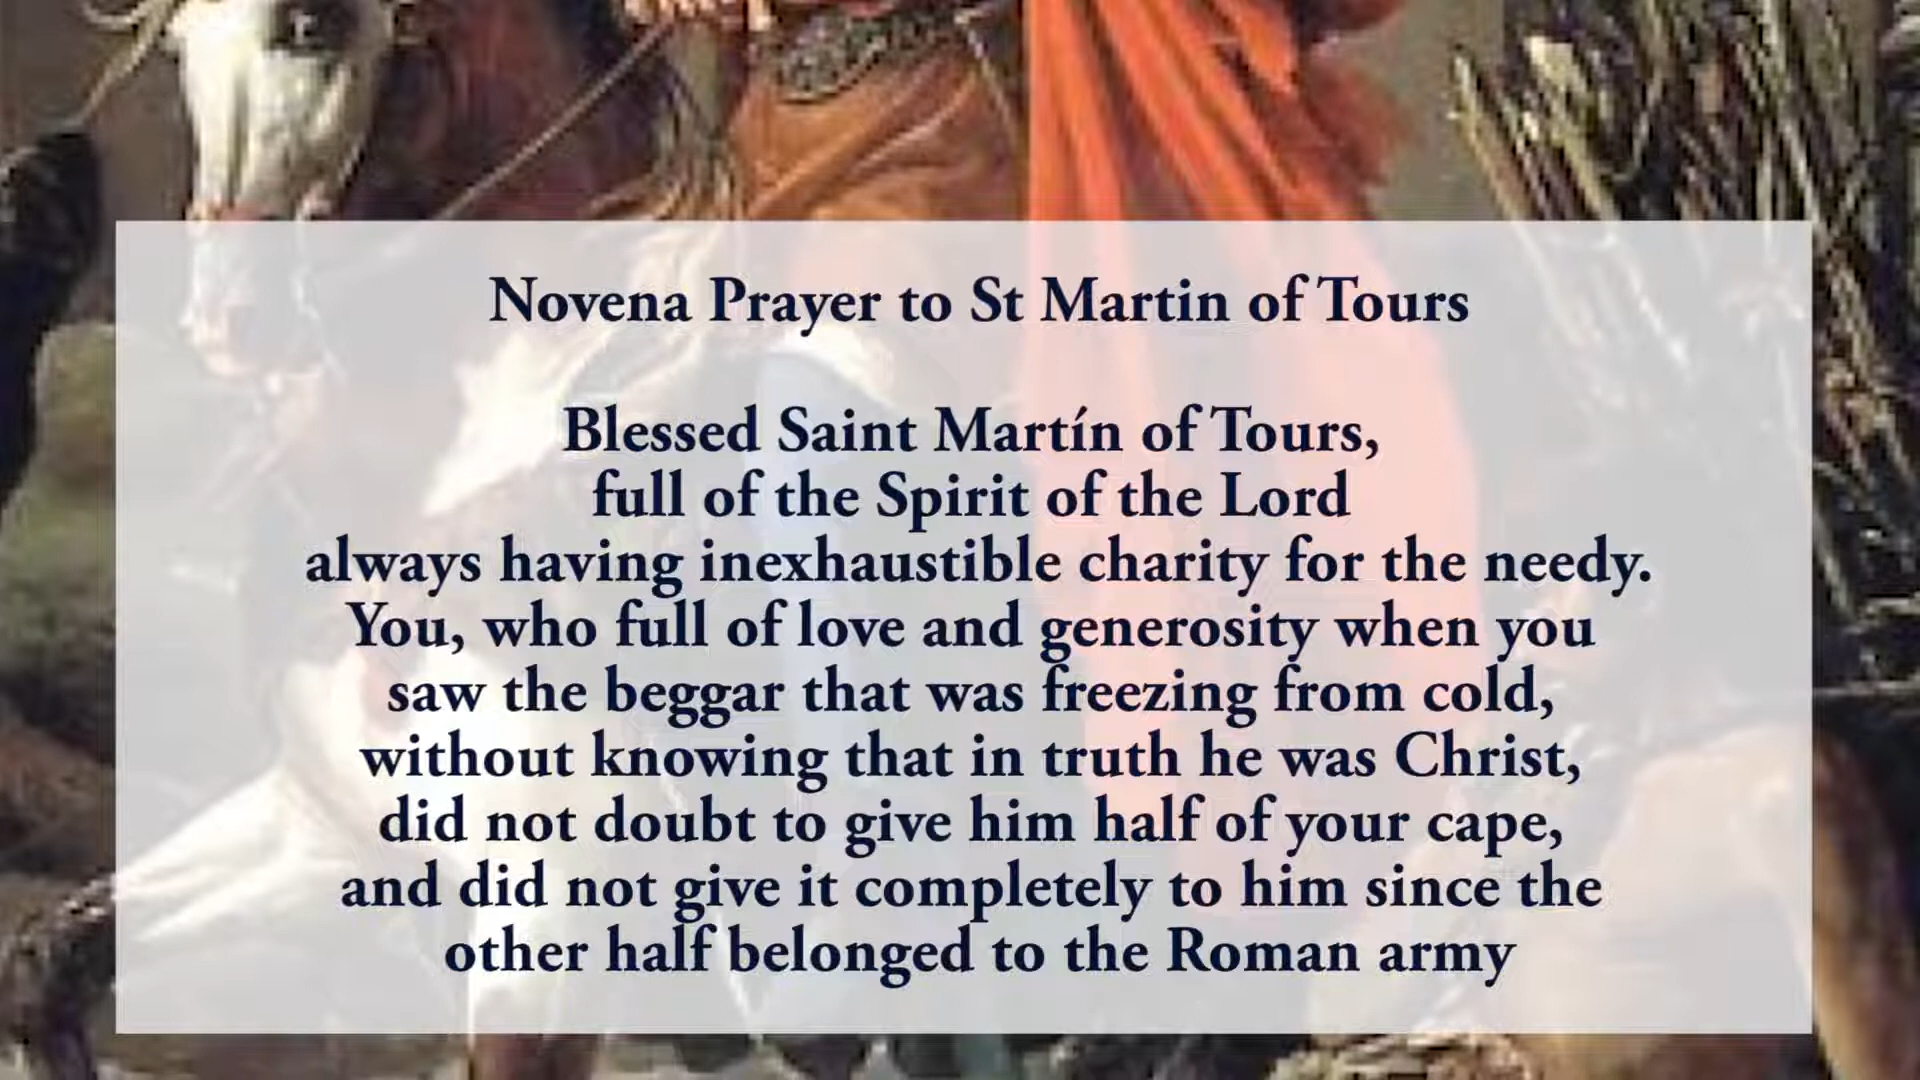 Novena Prayer to St Martin of Tours
Blessed Saint Martín of Tours,
full of the Spirit of the Lord
always having inexhaustible charity for the needy.
You, who full of love and generosity when you
saw the beggar that was freezing from cold,
without knowing that in truth he was Christ,
did not doubt to give him half of your cape,
and did not give it completely to him since the
other half belonged to the Roman army